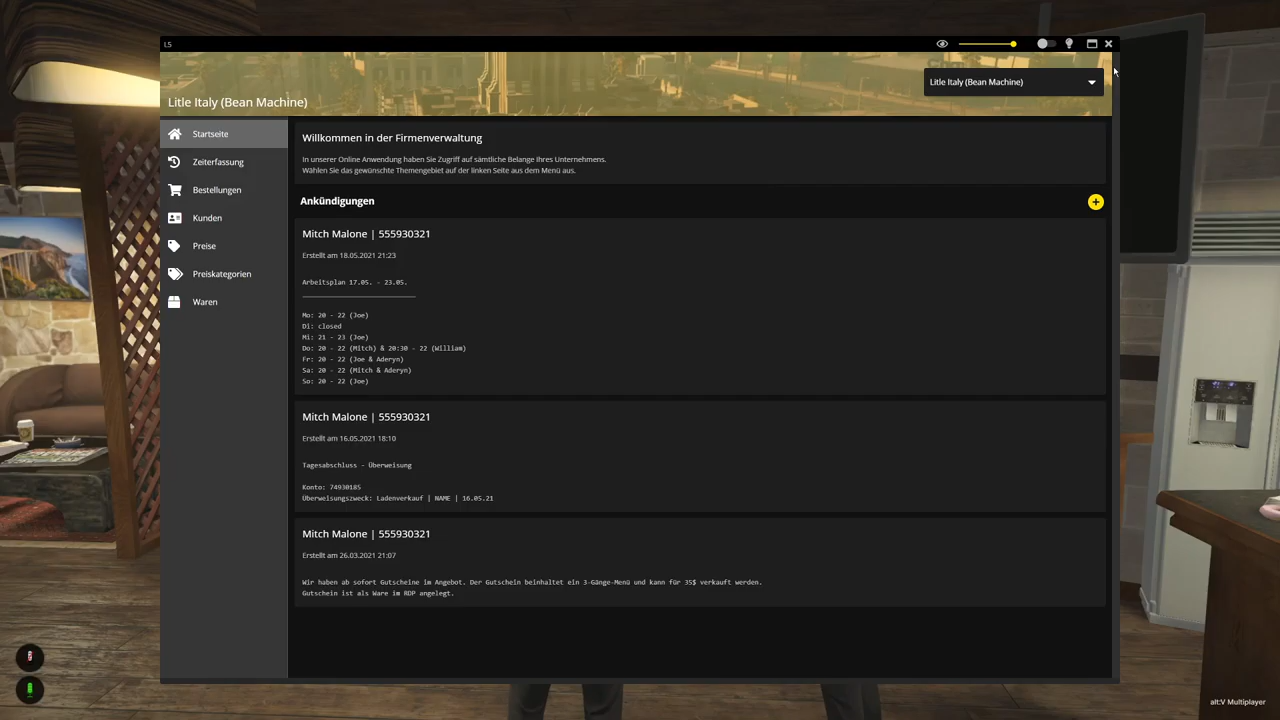 L5
Litle Italy (Bean Machine)
Litle Italy (Bean Machine)
Startseite
Zeiterfassung
Bestellungen
Kunden
Preise
Preiskategorien
Waren
Willkommen in der Firmenverwaltung
In unserer Online Anwendung haben Sie Zugriff auf sämtliche Belange Ihres Unternehmens.
Wählen Sie das gewünschte Themengebiet auf der linken Seite aus dem Menü aus.
Ankündigungen
Mitch Malone | 555930321
Erstellt am 18.05.2021 21:23
Arbeitsplan 17.05. - 23.05.
_____________________________
Mo: 20 - 22 (Joe)
Di: closed
Mi: 21 - 23 (Joe)
Do: 20 - 22 (Mitch) & 20:30 - 22 (William)
Fr: 20 - 22 (Joe & Aderyn)
Sa: 20 - 22 (Mitch & Aderyn)
So: 20 - 22 (Joe)
Mitch Malone | 555930321
Erstellt am 16.05.2021 18:10
Tagesabschluss - Überweisung
Konto: 74930185
Überweisungszweck: Ladenverkauf | NAME | 16.05.21
Mitch Malone | 555930321
Erstellt am 26.03.2021 21:07
Wir haben ab sofort Gutscheine im Angebot. Der Gutschein beinhaltet ein 3-Gänge-Menü und kann für 35$ verkauft werden.
Gutschein ist als Ware im RDP angelegt.
alt:V Multiplayer